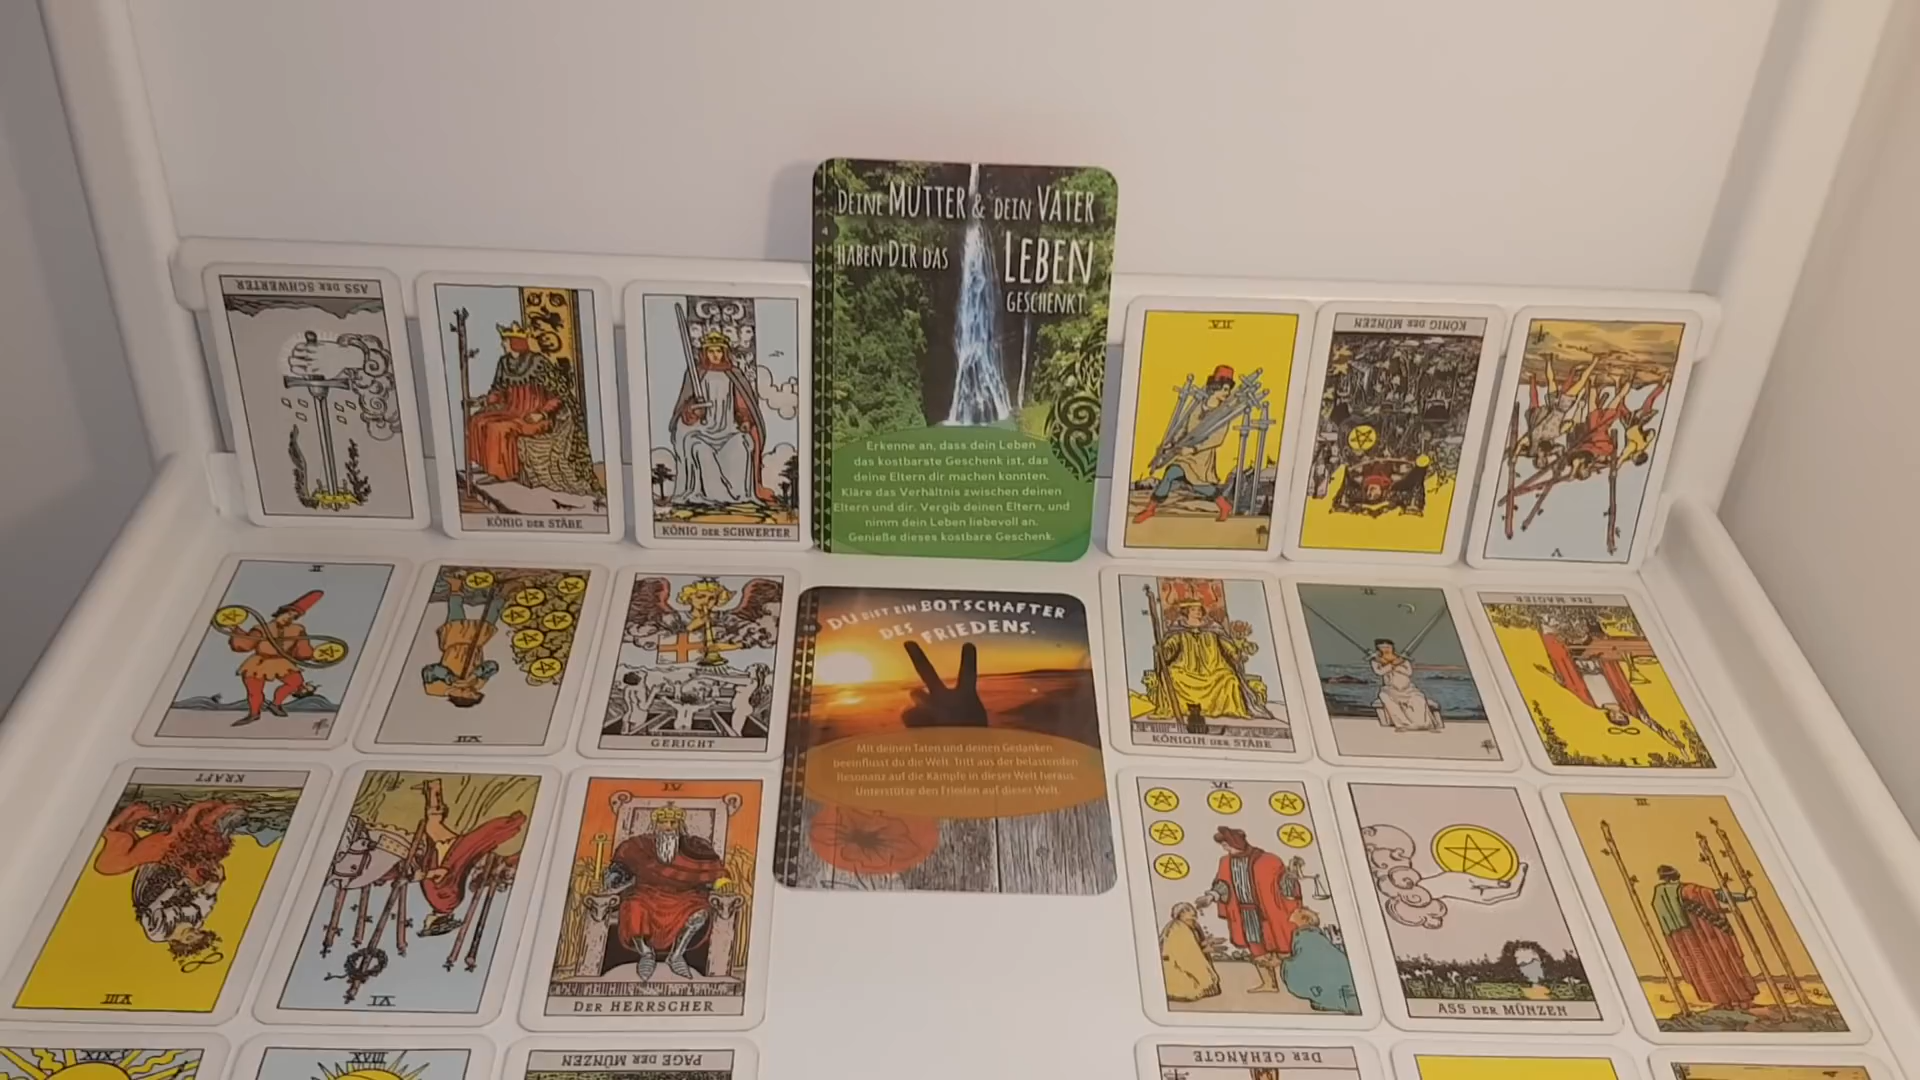 DEINE MUTTER & DEIN VATER
HABEN DIR DAS LEBEN
GESCHENKT.
Erkenne an, dass dein Leben
das kostbarste Geschenk ist, das
deine Eltern dir machen konnten.
Kläre das Verhältnis zwischen deinen
Eltern und dir. Vergib deinen Eltern, und
nimm dein Leben liebevoll an.
Genieße dieses kostbare Geschenk.
ASS DER SCHWERTER
KÖNIG DER STÄBE
KÖNIG DER SCHWERTER
VII
KÖNIG DER MÜNZEN
V
II
VII
GERICHT
DU BIST EIN BOTSCHAFTER
DES FRIEDENS.
Mit deinen Taten und deinen Gedanken
beeinflusst du die Welt. Tritt aus der belastenden
Resonanz auf die Kämpfe in dieser Welt heraus.
Unterstütze den Frieden auf dieser Welt.
KÖNIGIN DER STÄBE
II
DER MAGIER
I
KRAFT
VIII
VI
IV
DER HERRSCHER
VI
ASS DER MÜNZEN
III
XIX
XVIII
PAGE DER MÜNZEN
DER GEHÄNGTE